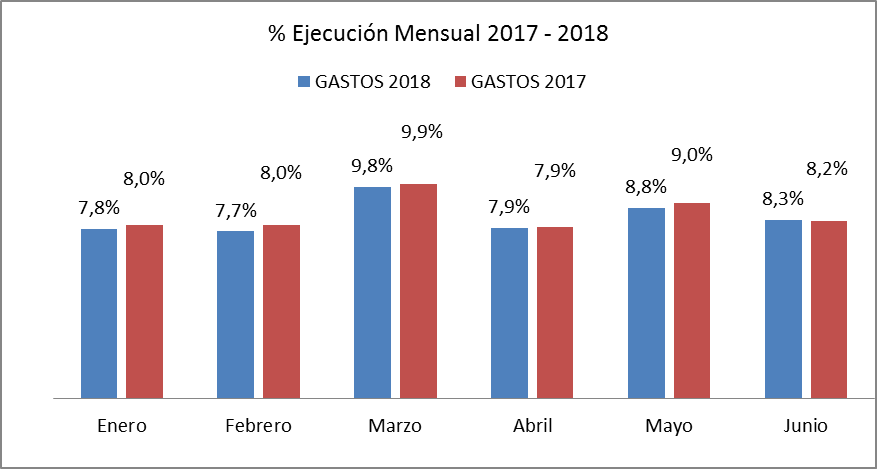 % Ejecución Mensual 2017 - 2018
GASTOS 2018 GASTOS 2017
7,8% 8,0% 7,7% 8,0% 9,8% 9,9% 7,9% 7,9% 8,8% 9,0% 8,3% 8,2%
Enero Febrero Marzo Abril Mayo Junio